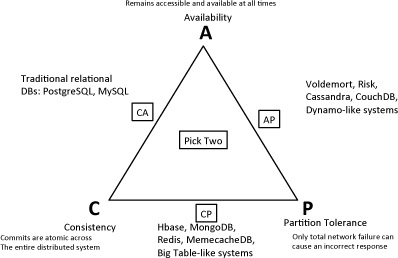 Remains accessible and available at all times
Availability
A
Traditional relational
DBs: PostgreSQL, MySQL
Voldemort, Risk,
Cassandra, CouchDB,
Dynamo-like systems
CA
AP
Pick Two
C
CP
P
Consistency
Commits are atomic across
The entire distributed system
Hbase, MongoDB,
Redis, MemecacheDB,
Big Table-like systems
Partition Tolerance
Only total network failure can
cause an incorrect response